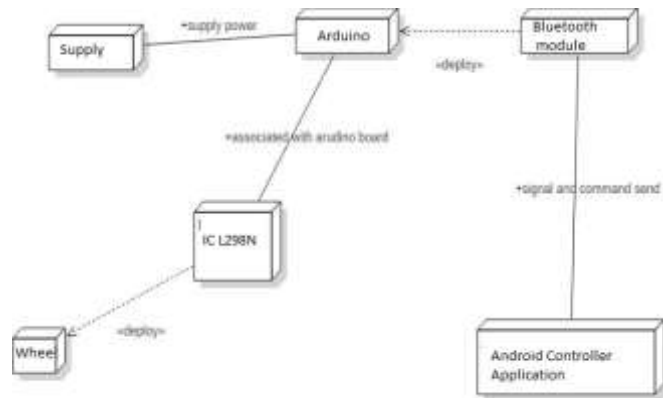 +supply power
Supply
Arduino
Bluetooth
module
«deploy»
+associated with arudino board
+signal and command send
IC L298N
«deploy»
Wheel
Android Controller
Application